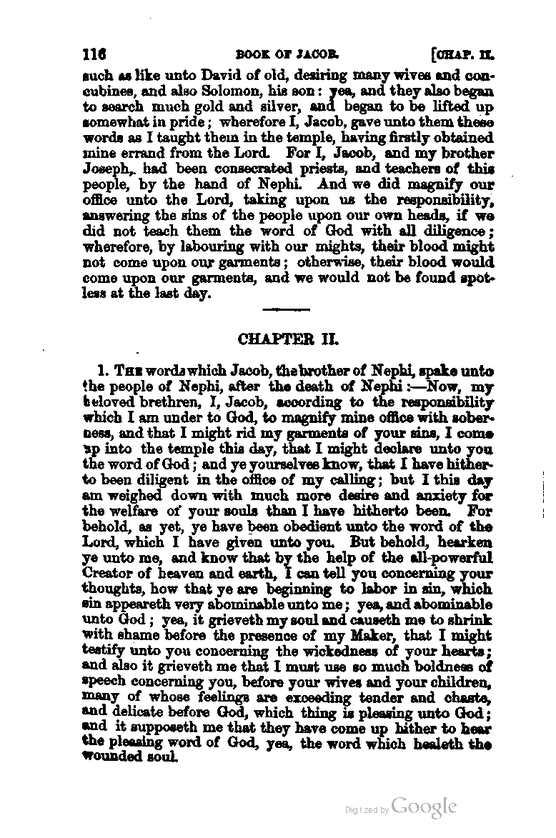 116 BOOK OF JACOB. [CHAP. II.
such as like unto David of old, desiring many wives and con-
cubines, and also Solomon, his son: yea, and they also began
to search much gold and silver, and began to be lifted up
somewhat in pride; wherefore I, Jacob, gave unto them these
words as I taught them in the temple, having firstly obtained
mine errand from the Lord. For I, Jacob, and my brother
Joseph, had been consecrated priests, and teachers of this
people, by the hand of Nephi. And we did magnify our
office unto the Lord, taking upon us the responsibility,
answering the sins of the people upon our own heads, if we
did not teach them the word of God with all diligence;
wherefore, by labouring with our mights, their blood might
not come upon our garments; otherwise, their blood would
come upon our garments, and we would not be found spot-
less at the last day.
CHAPTER II.
1. THE words which Jacob, the brother of Nephi, spake unto
the people of Nephi, after the death of Nephi:—Now, my
beloved brethren, I, Jacob, according to the responsibility
which I am under to God, to magnify mine office with sober-
ness, and that I might rid my garments of your sins, I come
up into the temple this day, that I might declare unto you
the word of God; and ye yourselves know, that I have hither-
to been diligent in the office of my calling; but I this day
am weighed down with much more desire and anxiety for
the welfare of your souls than I have hitherto been. For
behold, as yet, ye have been obedient unto the word of the
Lord, which I have given unto you. But behold, hearken
ye unto me, and know that by the help of the all-powerful
Creator of heaven and earth, I can tell you concerning your
thoughts, how that ye are beginning to labor in sin, which
sin appeareth very abominable unto me; yea, and abominable
unto God; yea, it grieveth my soul and causeth me to shrink
with shame before the presence of my Maker, that I might
testify unto you concerning the wickedness of your hearts;
and also it grieveth me that I must use so much boldness of
speech concerning you, before your wives and your children,
many of whose feelings are exceeding tender and chaste,
and delicate before God, which thing is pleasing unto God;
and it supposeth me that they have come up hither to hear
the pleasing word of God, yea, the word which healeth the
wounded soul.
Digitized by Google